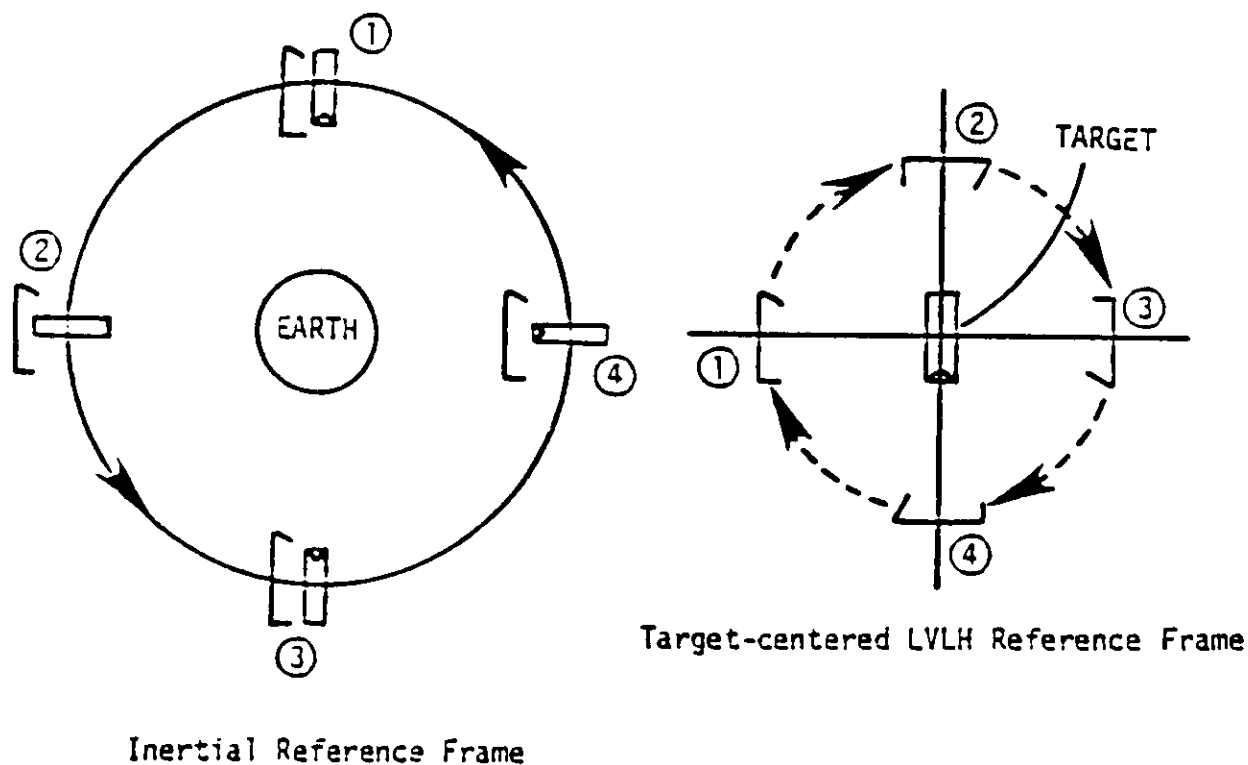 ①
②
EARTH
④
③
Inertial Reference Frame
②
TARGET
③
①
④
Target-centered LVLH Reference Frame